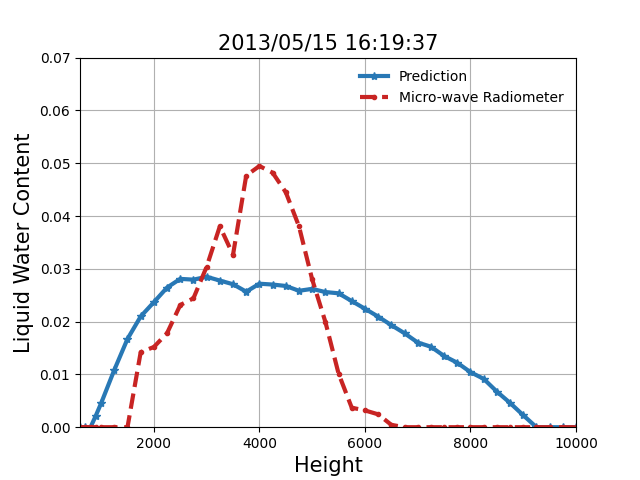 2013/05/15 16:19:37
Prediction
Micro-wave Radiometer
Liquid Water Content
0.07
0.06
0.05
0.04
0.03
0.02
0.01
0.00
2000 4000 6000 8000 10000
Height